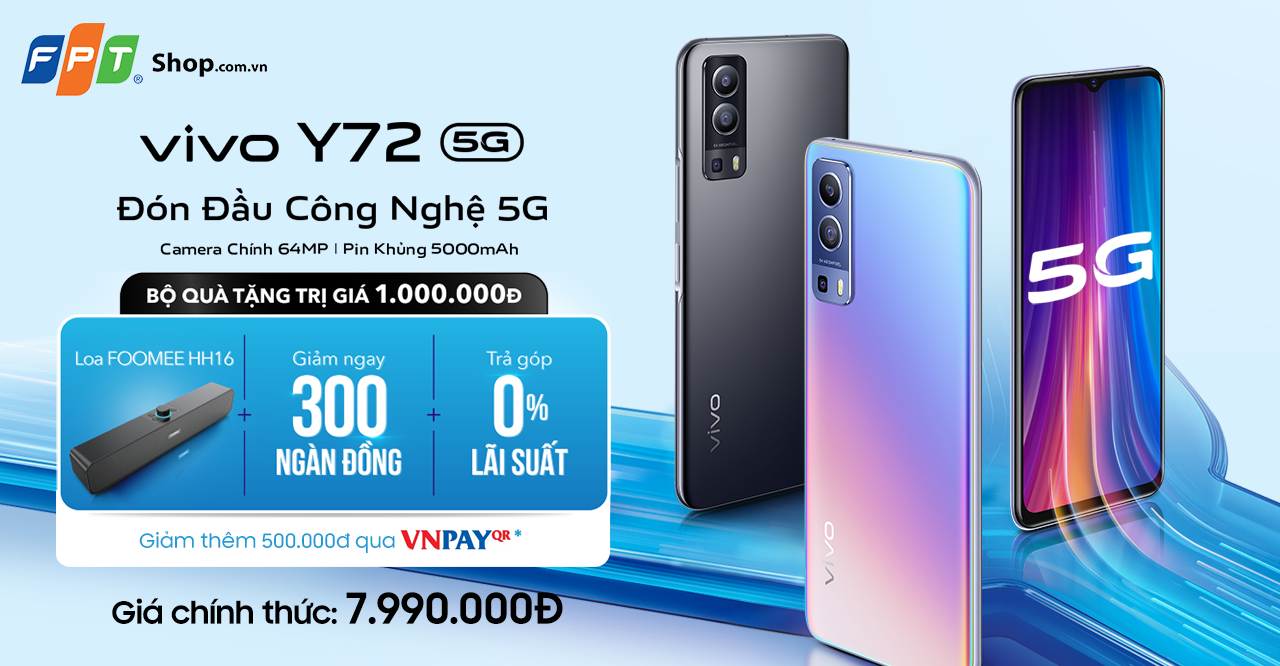 FPT® Shop.com.vn
vivo Y72 5G
Đón Đầu Công Nghệ 5G
Camera Chính 64MP | Pin Khủng 5000mAh
BỘ QUÀ TẶNG TRỊ GIÁ 1.000.000Đ
Loa FOOMEE HH16
+
Giảm ngay
300
NGÀN ĐỒNG
+
Trả góp
0%
LÃI SUẤT
Giảm thêm 500.000đ qua VNPAYQR*
Giá chính thức: 7.990.000Đ
vivo
vivo
5G